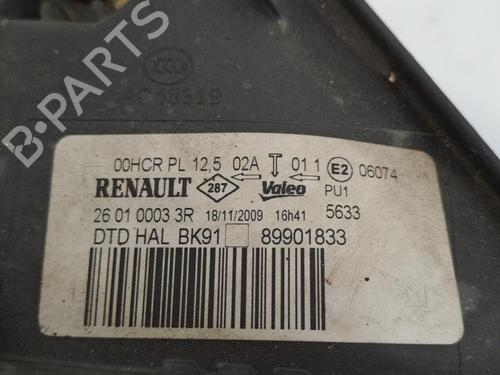 AC48319
00HCR PL 12,5 02A T 01 1 E2 06074
RENAULT 287 Valeo PU1
26 01 0003 3R 18/11/2009 16h41 5633
DTD HAL BK91 89901833
B-PARTS